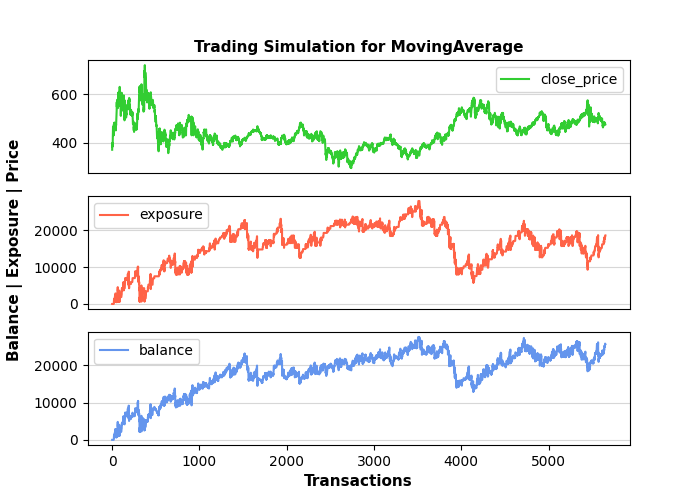 Trading Simulation for MovingAverage
close_price
600
400
exposure
20000
10000
0
balance
20000
10000
0
0 1000 2000 3000 4000 5000
Transactions
Balance | Exposure | Price